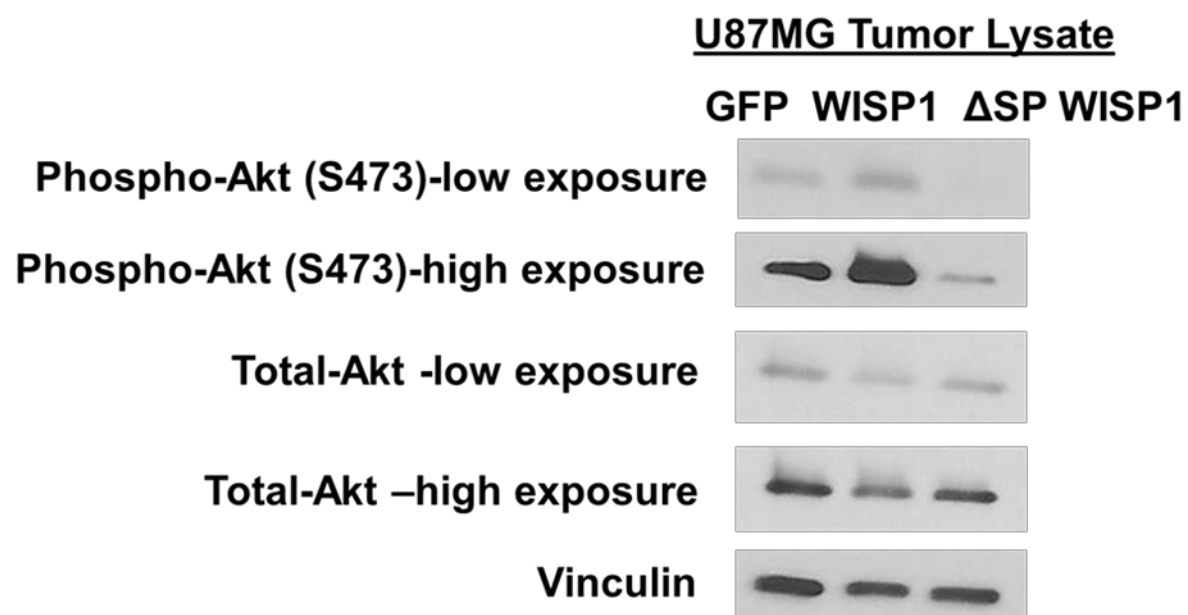 U87MG Tumor Lysate
GFP WISP1 ΔSP WISP1
Phospho-Akt (S473)-low exposure
Phospho-Akt (S473)-high exposure
Total-Akt -low exposure
Total-Akt –high exposure
Vinculin